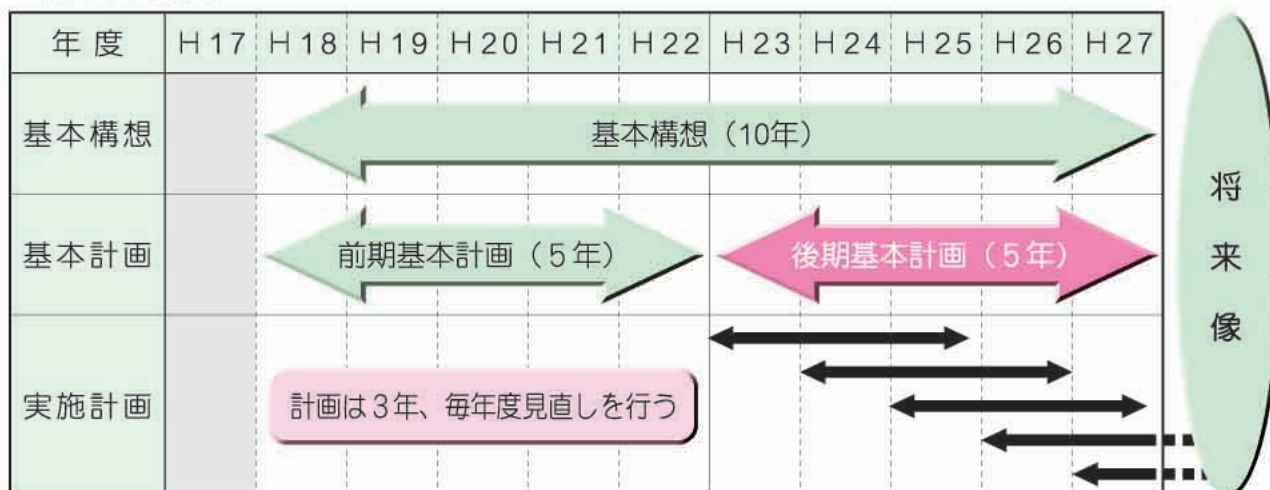 年度 H17 H18 H19 H20 H21 H22 H23 H24 H25 H26 H27
基本構想 基本構想（10年）
基本計画 前期基本計画（5年） 後期基本計画（5年）
実施計画 計画は3年、毎年度見直しを行う
将来像